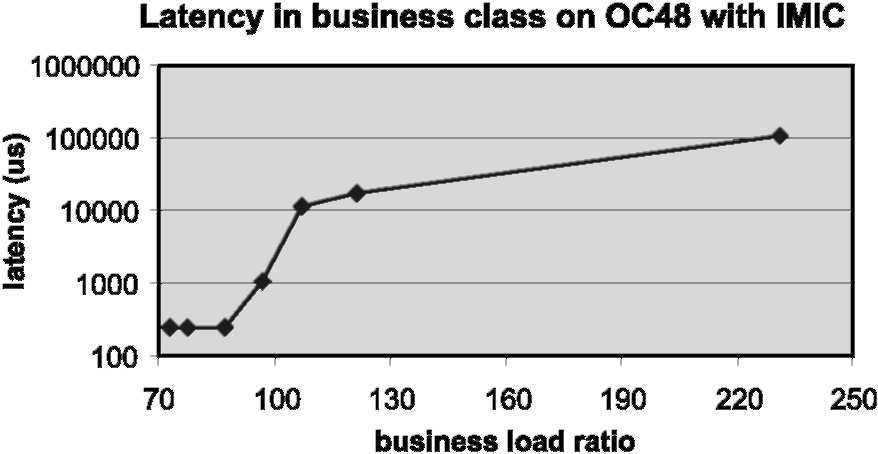 Latency in business class on OC48 with IMIC
1000000
100000
10000
1000
100
latency (us)
70 100 130 160 190 220 250
business load ratio